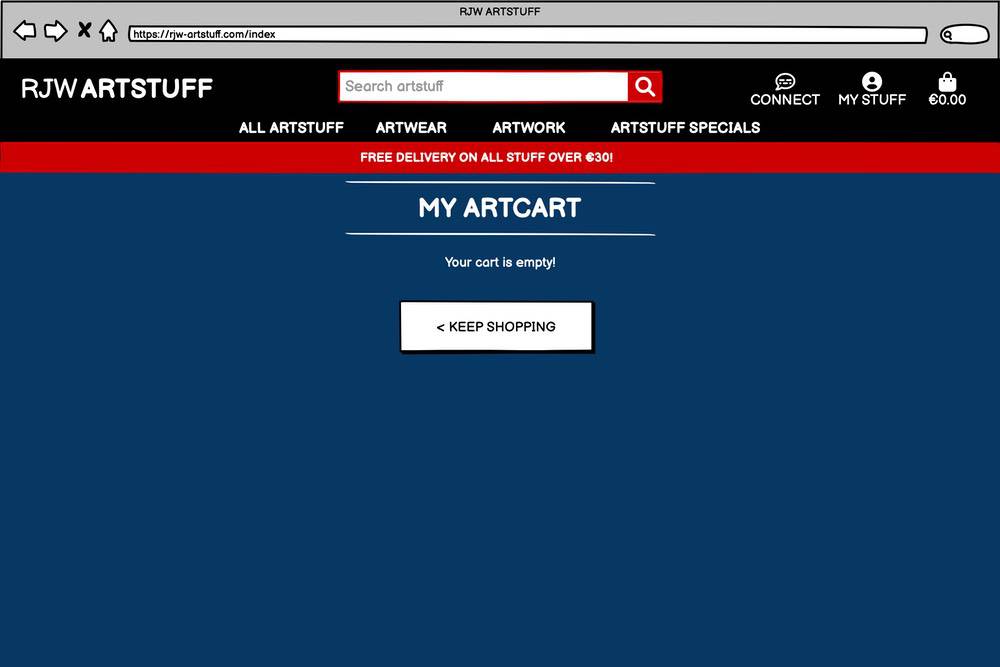 RJW ARTSTUFF
https://rjw-artstuff.com/index
RJW ARTSTUFF
Search artstuff
CONNECT
MY STUFF
€0.00
ALL ARTSTUFF
ARTWEAR
ARTWORK
ARTSTUFF SPECIALS
FREE DELIVERY ON ALL STUFF OVER €30!
MY ARTCART
Your cart is empty!
< KEEP SHOPPING